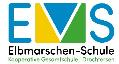 EMS
Elbmarschen-Schule
Kooperative Gesamtschule | Drochtersen